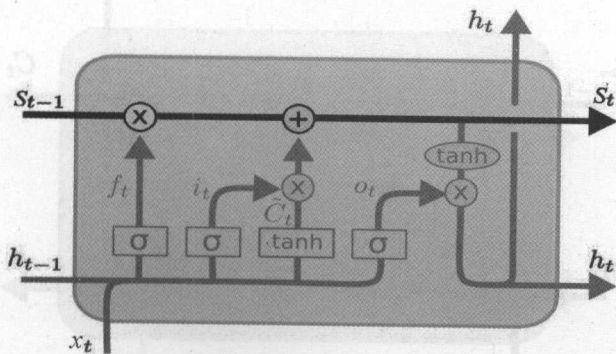 h_t
S_{t-1} × + S_t
tanh
f_t i_t × o_t ×
C̃_t
σ σ tanh σ
h_{t-1} h_t
x_t